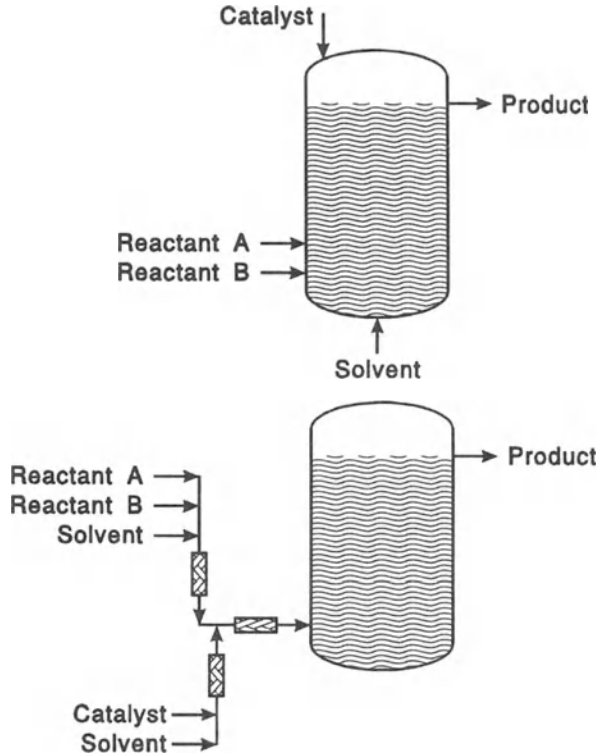 Catalyst
Product
Reactant A
Reactant B
Solvent
Reactant A
Product
Reactant B
Solvent
Catalyst
Solvent